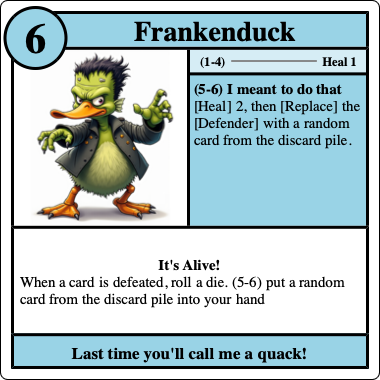 6
Frankenduck
(1-4) Heal 1
(5-6) I meant to do that
[Heal] 2, then [Replace] the
[Defender] with a random
card from the discard pile.
It's Alive!
When a card is defeated, roll a die. (5-6) put a random
card from the discard pile into your hand
Last time you'll call me a quack!